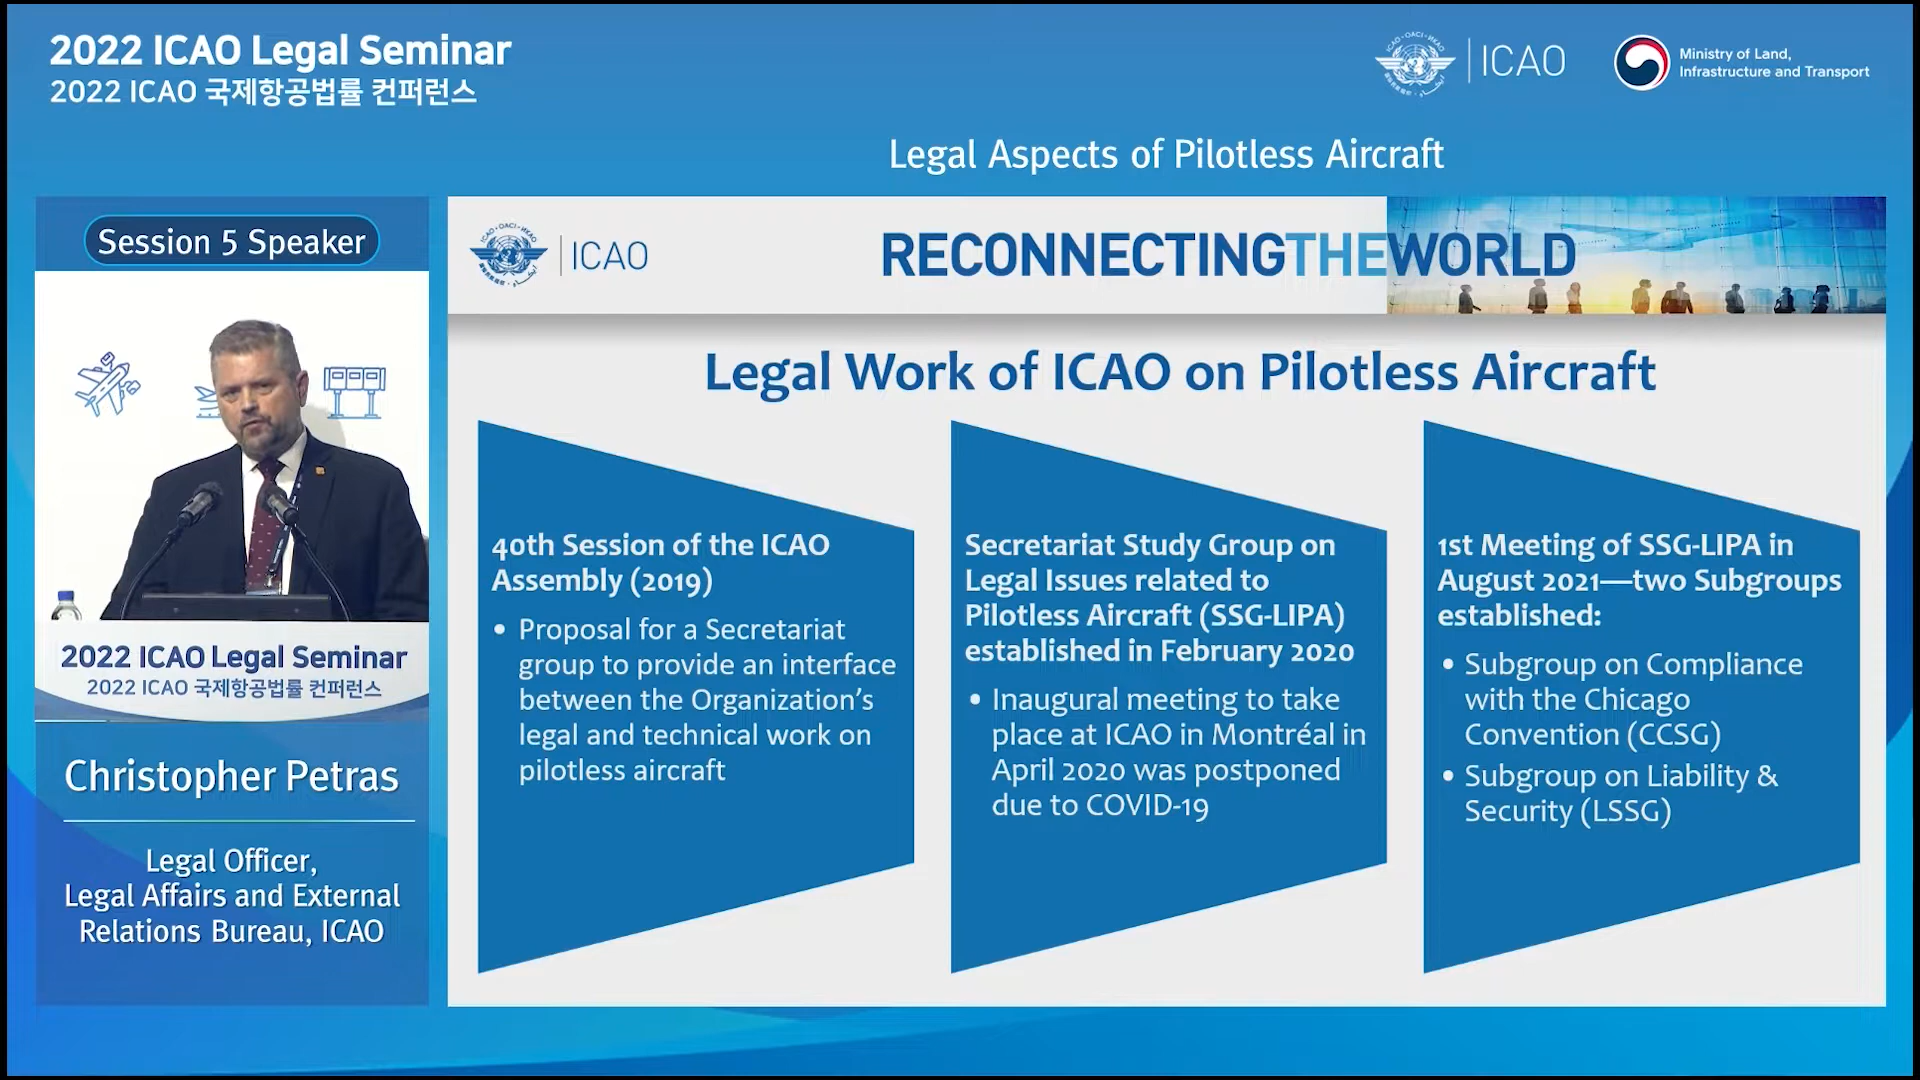 2022 ICAO Legal Seminar
2022 ICAO 국제항공법률 컨퍼런스
ICAO
Ministry of Land,
Infrastructure and Transport
Legal Aspects of Pilotless Aircraft
Session 5 Speaker
2022 ICAO Legal Seminar
2022 ICAO 국제항공법률 컨퍼런스
Christopher Petras
Legal Officer,
Legal Affairs and External
Relations Bureau, ICAO
ICAO
RECONNECTINGTHEWORLD
Legal Work of ICAO on Pilotless Aircraft
40th Session of the ICAO
Assembly (2019)
• Proposal for a Secretariat
group to provide an interface
between the Organization’s
legal and technical work on
pilotless aircraft
Secretariat Study Group on
Legal Issues related to
Pilotless Aircraft (SSG-LIPA)
established in February 2020
• Inaugural meeting to take
place at ICAO in Montréal in
April 2020 was postponed
due to COVID-19
1st Meeting of SSG-LIPA in
August 2021—two Subgroups
established:
• Subgroup on Compliance
with the Chicago
Convention (CCSG)
• Subgroup on Liability &
Security (LSSG)